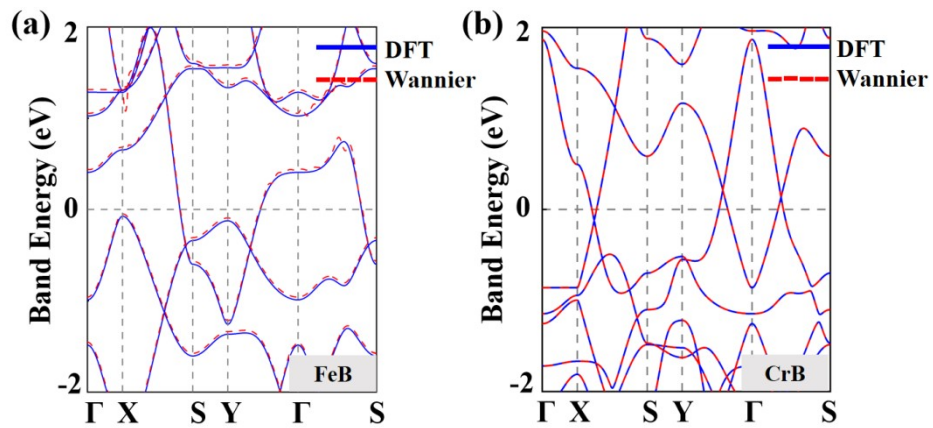 (a)
2
DFT
Wannier
Band Energy (eV)
0
-2
FeB
Γ X S Y Γ S
(b)
2
DFT
Wannier
Band Energy (eV)
0
-2
CrB
Γ X S Y Γ S